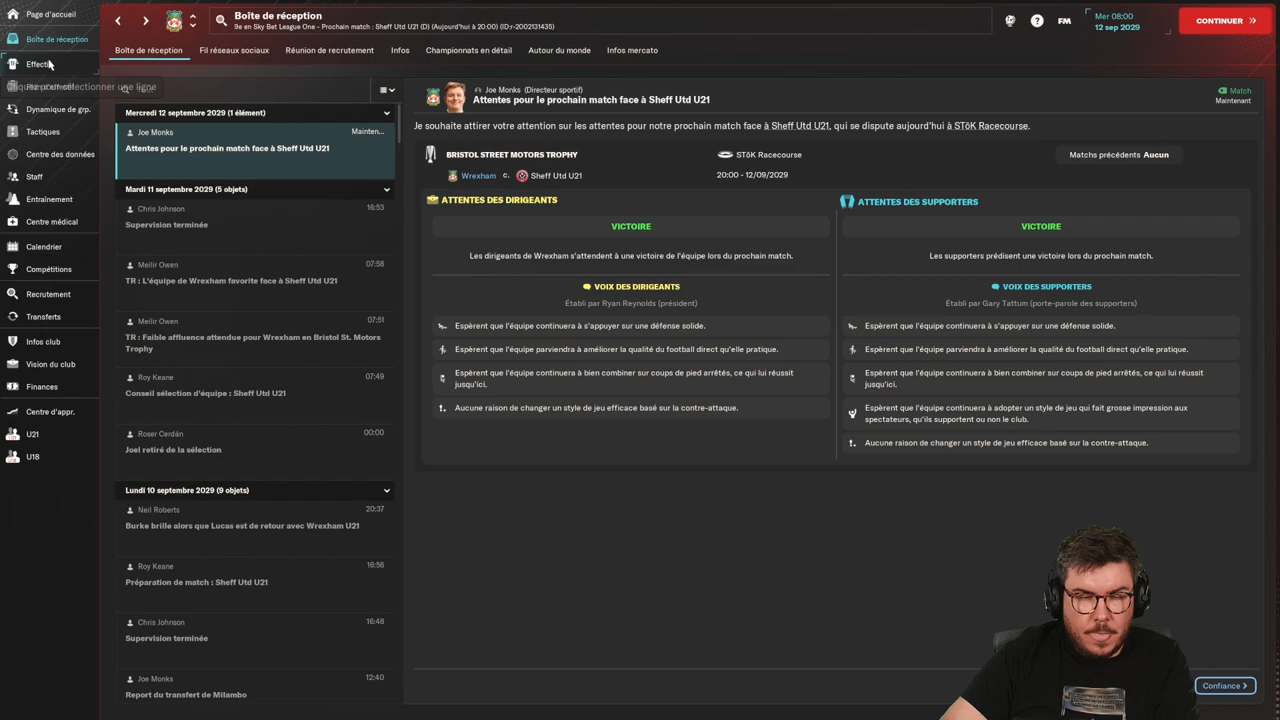 Page d'accueil
Boîte de réception
Effectif
Dynamique de grp.
Tactiques
Centre des données
Staff
Entraînement
Centre médical
Calendrier
Compétitions
Recrutement
Transferts
Infos club
Vision du club
Finances
Centre d'appr.
U21
U18
Boîte de réception
9e en Sky Bet League One - Prochain match : Sheff Utd U21 (D) (Aujourd'hui à 20:00) (ID:r-2002131435)
FM
Mer 08:00
12 sep 2029
CONTINUER
Boîte de réception
Fil réseaux sociaux
Réunion de recrutement
Infos
Championnats en détail
Autour du monde
Infos mercato
Mercredi 12 septembre 2029 (1 élément)
Joe Monks
Mainten...
Attentes pour le prochain match face à Sheff Utd U21
Mardi 11 septembre 2029 (5 objets)
Chris Johnson
16:53
Supervision terminée
Meilir Owen
07:58
TR : L'équipe de Wrexham favorite face à Sheff Utd U21
Meilir Owen
07:51
TR : Faible affluence attendue pour Wrexham en Bristol St. Motors
Trophy
Roy Keane
07:49
Conseil sélection d'équipe : Sheff Utd U21
Roser Cerdán
00:00
Joel retiré de la sélection
Lundi 10 septembre 2029 (9 objets)
Neil Roberts
20:37
Burke brille alors que Lucas est de retour avec Wrexham U21
Roy Keane
16:56
Préparation de match : Sheff Utd U21
Chris Johnson
16:48
Supervision terminée
Joe Monks
12:40
Report du transfert de Milambo
Joe Monks (Directeur sportif)
Attentes pour le prochain match face à Sheff Utd U21
Match
Maintenant
Je souhaite attirer votre attention sur les attentes pour notre prochain match face à Sheff Utd U21, qui se dispute aujourd'hui à STōK Racecourse.
BRISTOL STREET MOTORS TROPHY
STōK Racecourse
Matchs précédents Aucun
Wrexham c. Sheff Utd U21
20:00 - 12/09/2029
ATTENTES DES DIRIGEANTS
VICTOIRE
Les dirigeants de Wrexham s'attendent à une victoire de l'équipe lors du prochain match.
VOIX DES DIRIGEANTS
Établi par Ryan Reynolds (président)
Espèrent que l'équipe continuera à s'appuyer sur une défense solide.
Espèrent que l'équipe parviendra à améliorer la qualité du football direct qu'elle pratique.
Espèrent que l'équipe continuera à bien combiner sur coups de pied arrêtés, ce qui lui réussit
jusqu'ici.
Aucune raison de changer un style de jeu efficace basé sur la contre-attaque.
ATTENTES DES SUPPORTERS
VICTOIRE
Les supporters prédisent une victoire lors du prochain match.
VOIX DES SUPPORTERS
Établi par Gary Tattum (porte-parole des supporters)
Espèrent que l'équipe continuera à s'appuyer sur une défense solide.
Espèrent que l'équipe parviendra à améliorer la qualité du football direct qu'elle pratique.
Espèrent que l'équipe continuera à bien combiner sur coups de pied arrêtés, ce qui lui réussit
jusqu'ici.
Espèrent que l'équipe continuera à adopter un style de jeu qui fait grosse impression aux
spectateurs, qu'ils supportent ou non le club.
Aucune raison de changer un style de jeu efficace basé sur la contre-attaque.
Confiance